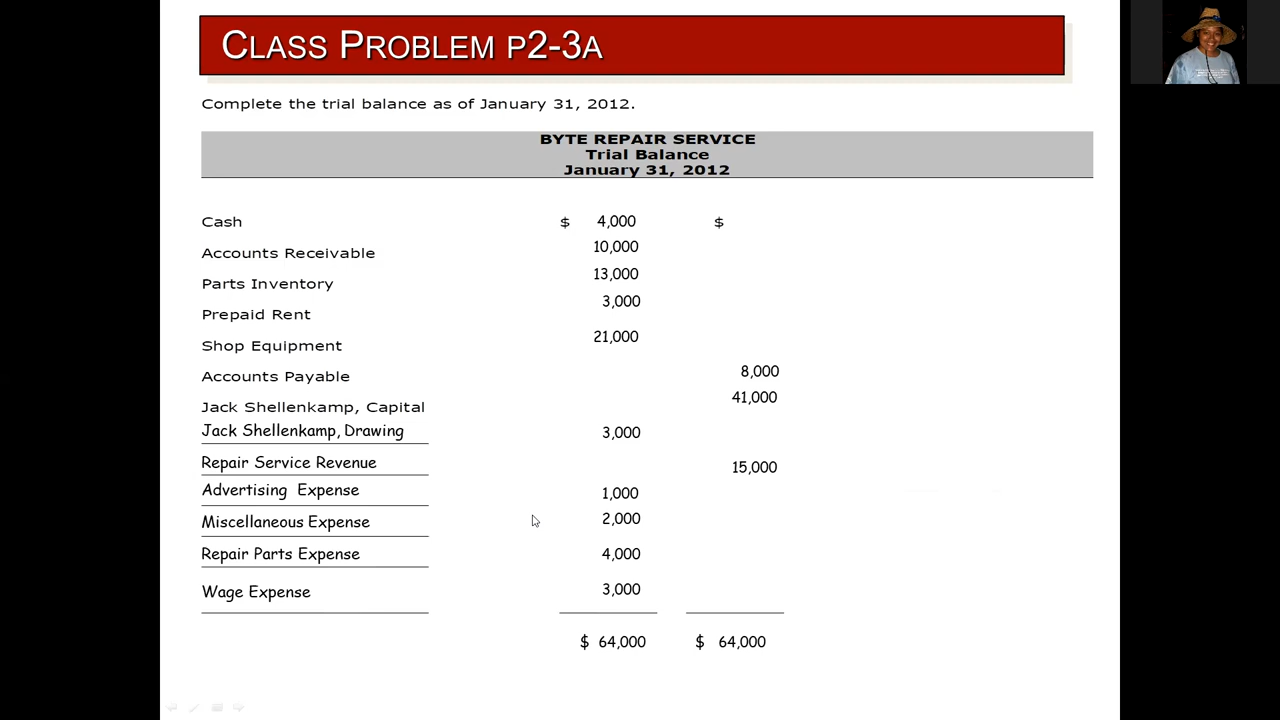 CLASS PROBLEM P2-3A
Complete the trial balance as of January 31, 2012.
BYTE REPAIR SERVICE
Trial Balance
January 31, 2012
Cash $ 4,000 $
Accounts Receivable 10,000
Parts Inventory 13,000
Prepaid Rent 3,000
Shop Equipment 21,000
Accounts Payable 8,000
Jack Shellenkamp, Capital 41,000
Jack Shellenkamp, Drawing 3,000
Repair Service Revenue 15,000
Advertising Expense 1,000
Miscellaneous Expense 2,000
Repair Parts Expense 4,000
Wage Expense 3,000
$ 64,000 $ 64,000